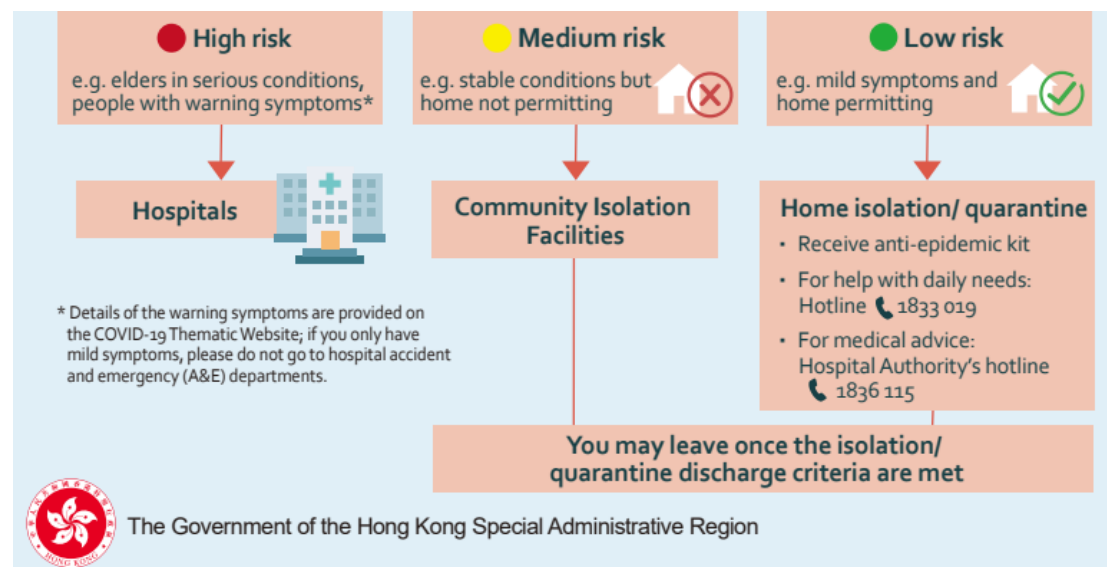 High risk
e.g. elders in serious conditions,
people with warning symptoms*
Medium risk
e.g. stable conditions but
home not permitting
Low risk
e.g. mild symptoms and
home permitting
Hospitals
Community Isolation
Facilities
Home isolation/ quarantine
• Receive anti-epidemic kit
• For help with daily needs:
Hotline 1833 019
• For medical advice:
Hospital Authority's hotline
1836 115
* Details of the warning symptoms are provided on
the COVID-19 Thematic Website; if you only have
mild symptoms, please do not go to hospital accident
and emergency (A&E) departments.
You may leave once the isolation/
quarantine discharge criteria are met
HONG KONG
The Government of the Hong Kong Special Administrative Region